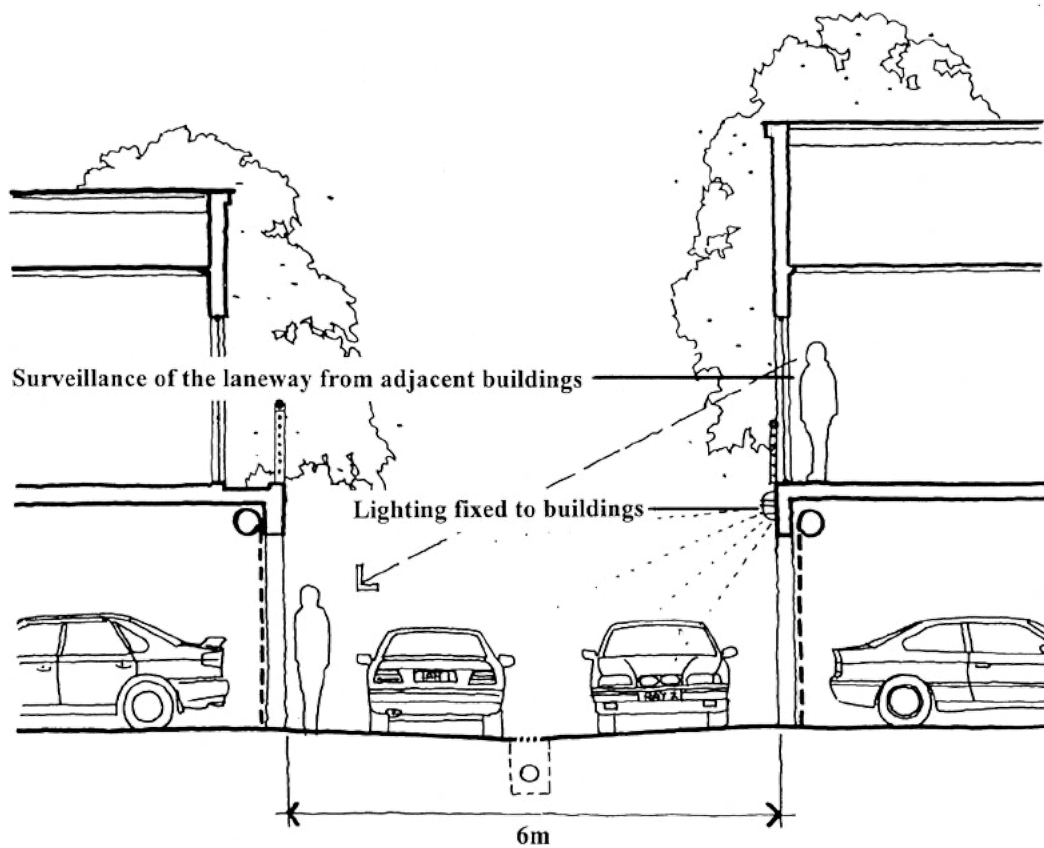 Surveillance of the laneway from adjacent buildings
Lighting fixed to buildings
6m